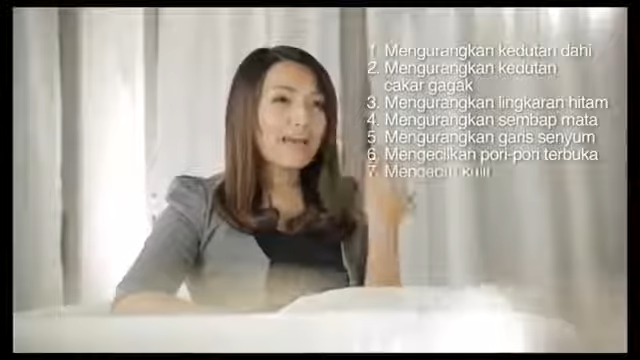 1. Mengurangkan kedutan dahi
2. Mengurangkan kedutan
cakar gagak
3. Mengurangkan lingkaran hitam
4. Mengurangkan sembap mata
5. Mengurangkan garis senyum
6. Mengecilkan pori-pori terbuka
7.